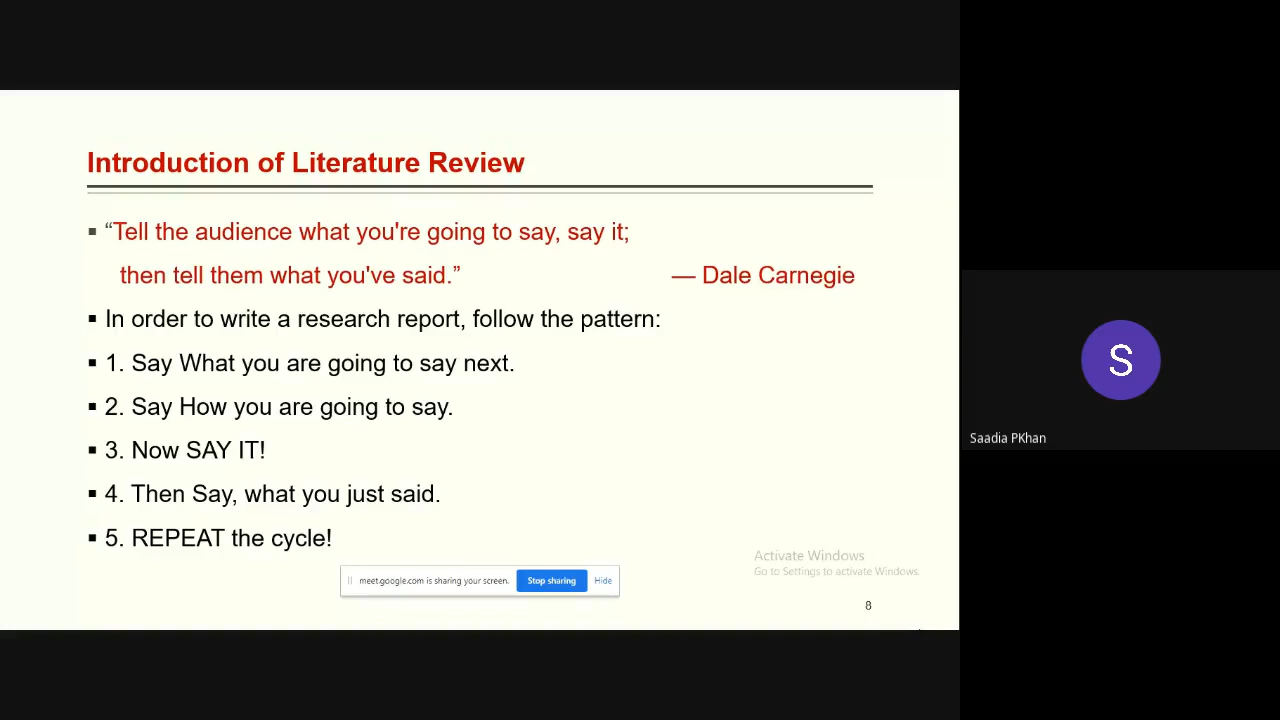 Introduction of Literature Review
▪ “Tell the audience what you're going to say, say it;
then tell them what you've said.” — Dale Carnegie
▪ In order to write a research report, follow the pattern:
▪ 1. Say What you are going to say next.
▪ 2. Say How you are going to say.
▪ 3. Now SAY IT!
▪ 4. Then Say, what you just said.
▪ 5. REPEAT the cycle!
Activate Windows
Go to Settings to activate Windows.
meet.google.com is sharing your screen. Stop sharing Hide
8
S
Saadia PKhan